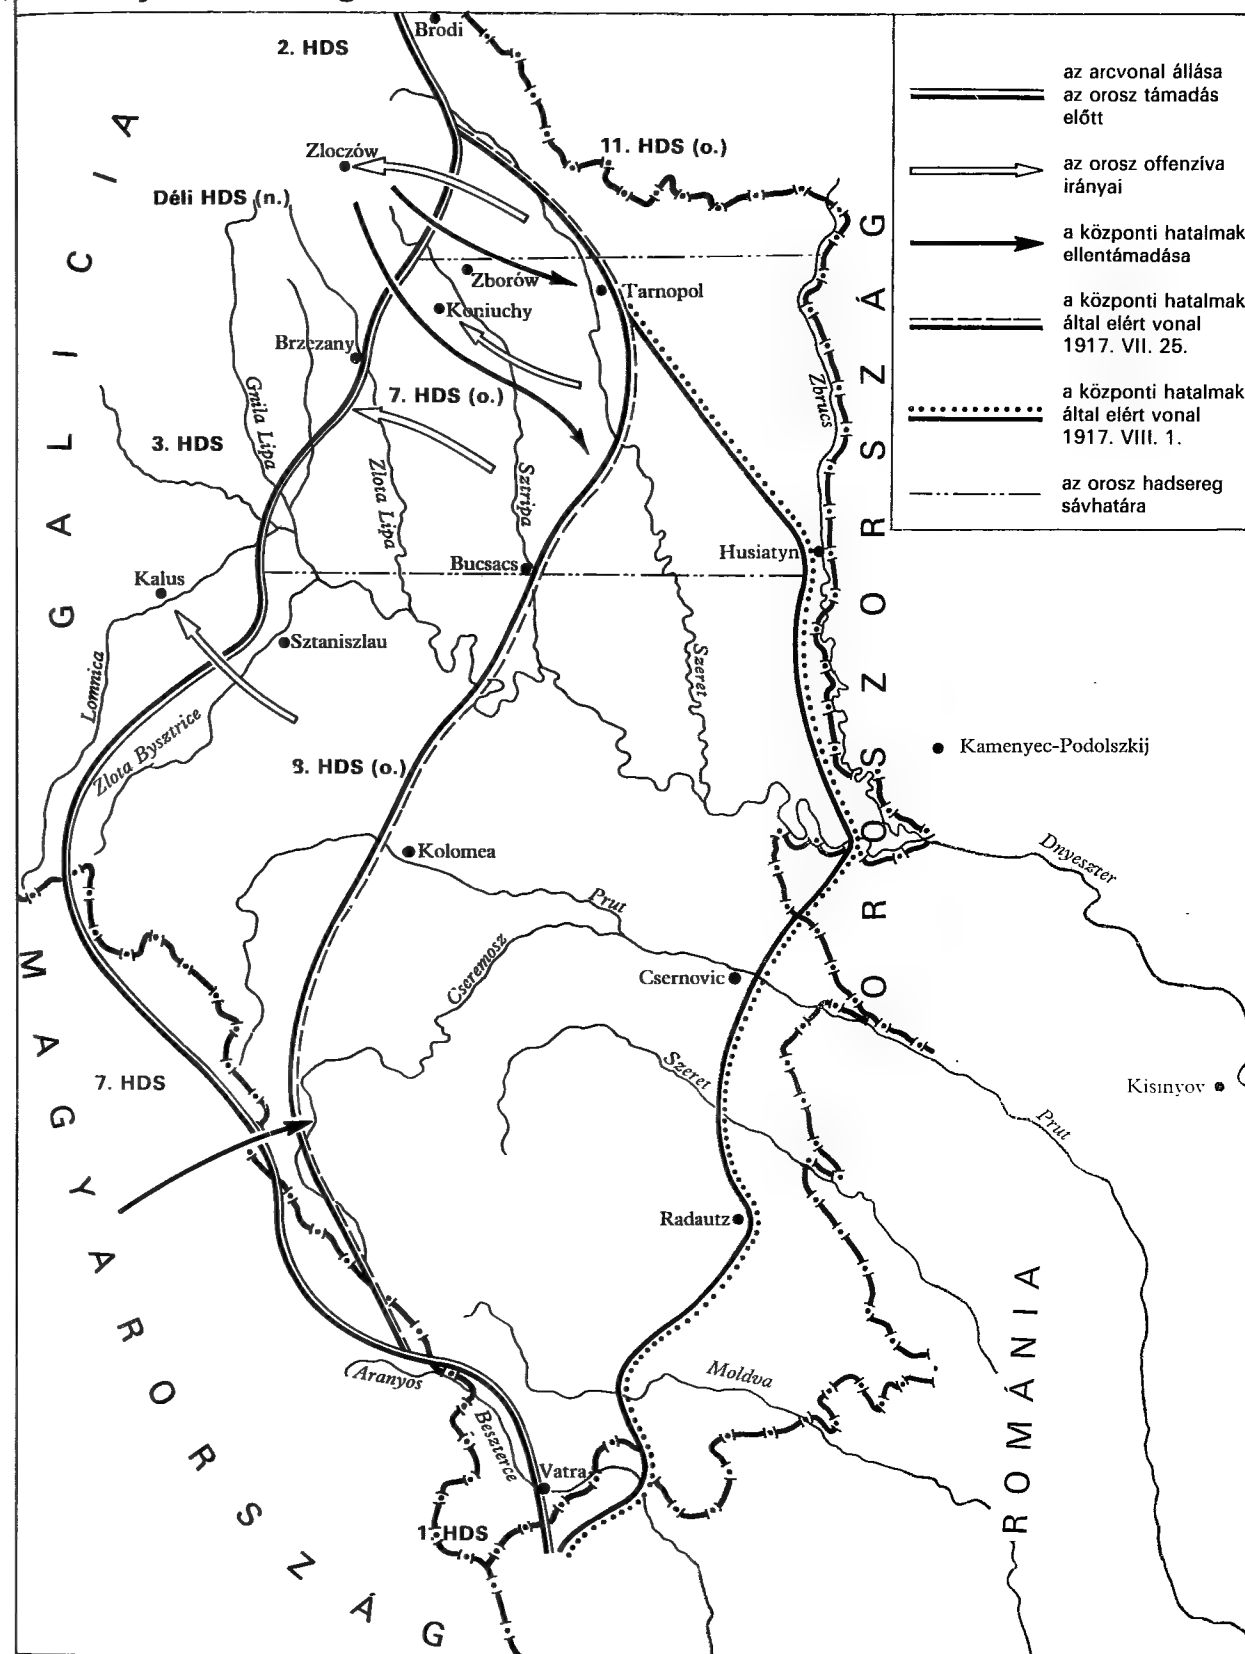 Brodi
2. HDS
az arcvonal állása
az orosz támadás
előtt
Zloczów
11. HDS (o.)
az orosz offenzíva
irányai
Déli HDS (n.)
a központi hatalmak
ellentámadása
Zborów
Tarnopol
Koniuchy
a központi hatalmak
által elért vonal
1917. VII. 25.
Brzezany
Gnila Lipa
7. HDS (o.)
Zbrucs
a központi hatalmak
által elért vonal
1917. VIII. 1.
3. HDS
Zlota Lipa
Sztripa
az orosz hadsereg
sávhatára
Husiatyn
Bucsacs
Kalus
GALICIA
OROSZORSZÁG
Sztaniszlau
Lomnica
Szeret
Zlota Bysztrice
8. HDS (o.)
Kamenyec-Podolszkij
Kolomea
Dnyeszter
Prut
Cseremosz
Csernovic
7. HDS
Szeret
Kisinyov
Prut
Radautz
MAGYARORSZÁG
ROMÁNIA
Aranyos
Moldva
Beszterce
Vatra
1. HDS